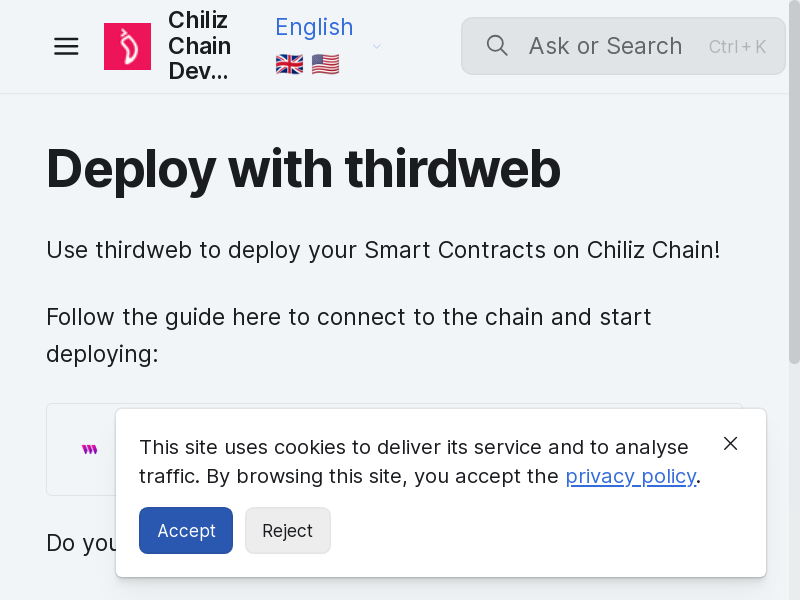 Chiliz
Chain
Dev...
English
Ask or Search
Ctrl + K
Deploy with thirdweb
Use thirdweb to deploy your Smart Contracts on Chiliz Chain!
Follow the guide here to connect to the chain and start
deploying:
This site uses cookies to deliver its service and to analyse
traffic. By browsing this site, you accept the privacy policy.
Accept
Reject
Do you